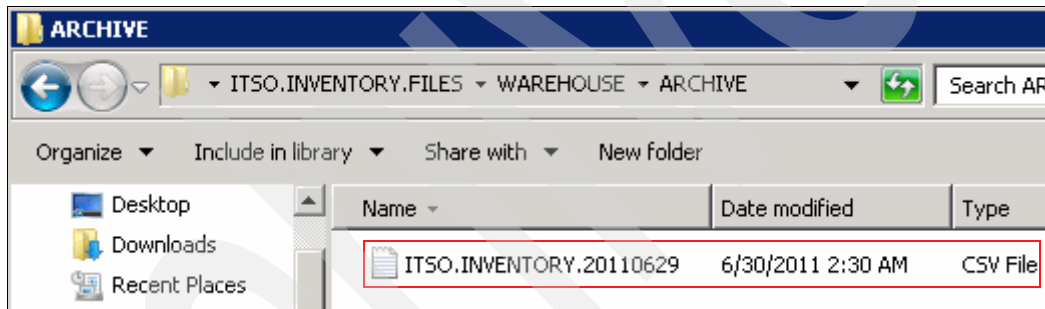 ARCHIVE
ITSO.INVENTORY.FILES WAREHOUSE ARCHIVE Search AR
Organize Include in library Share with New folder
Desktop Name Date modified Type
Downloads ITSO.INVENTORY.20110629 6/30/2011 2:30 AM CSV File
Recent Places